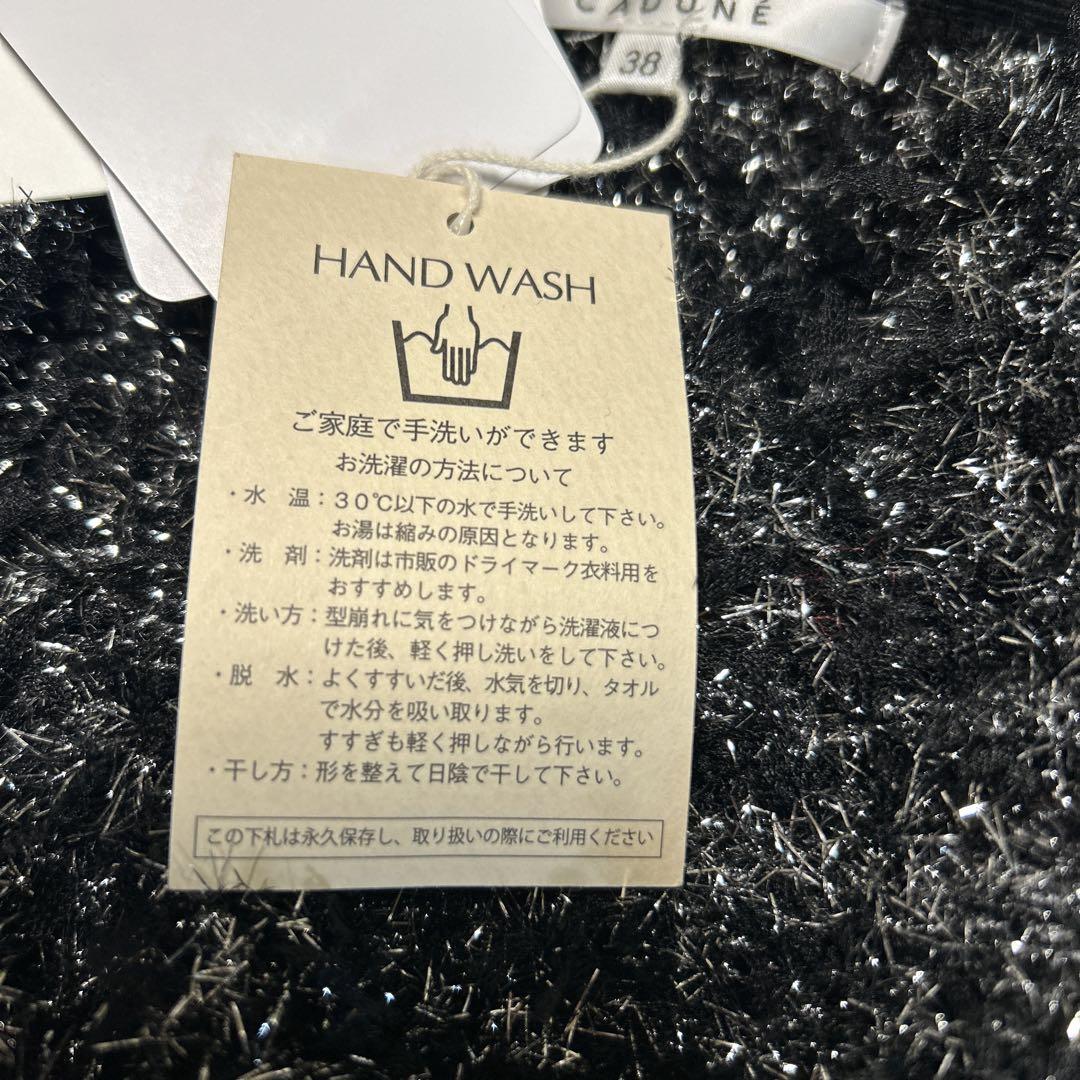 CADUNÉ
38
HAND WASH
ご家庭で手洗いができます
お洗濯の方法について
・水　温：３０℃以下の水で手洗いして下さい。
お湯は縮みの原因となります。
・洗　剤：洗剤は市販のドライマーク衣料用を
おすすめします。
・洗い方：型崩れに気をつけながら洗濯液につ
けた後、軽く押し洗いをして下さい。
・脱　水：よくすすいだ後、水気を切り、タオル
で水分を吸い取ります。
すすぎも軽く押しながら行います。
・干し方：形を整えて日陰で干して下さい。
この下札は永久保存し、取り扱いの際にご利用ください